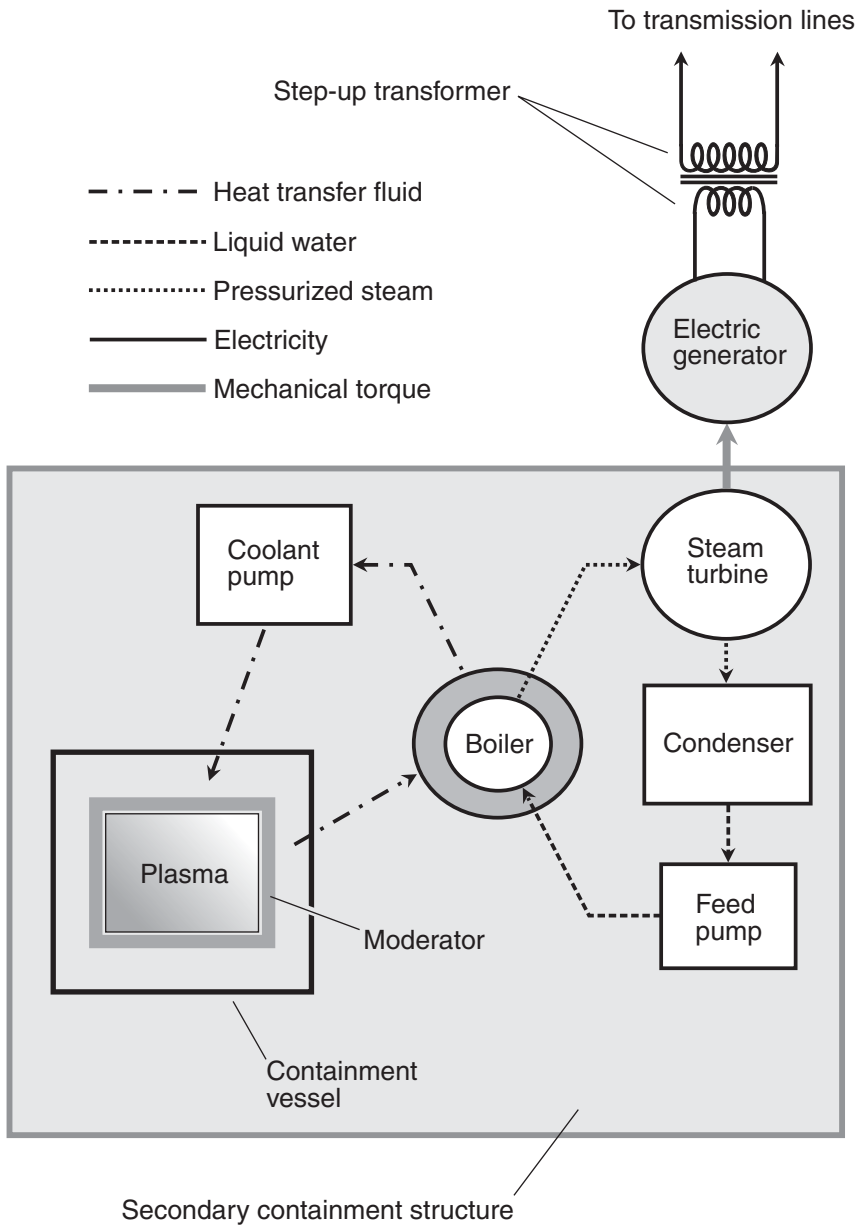 To transmission lines
Step-up transformer
Heat transfer fluid
Liquid water
Pressurized steam
Electricity
Mechanical torque
Electric
generator
Coolant
pump
Steam
turbine
Boiler
Condenser
Plasma
Feed
pump
Moderator
Containment
vessel
Secondary containment structure